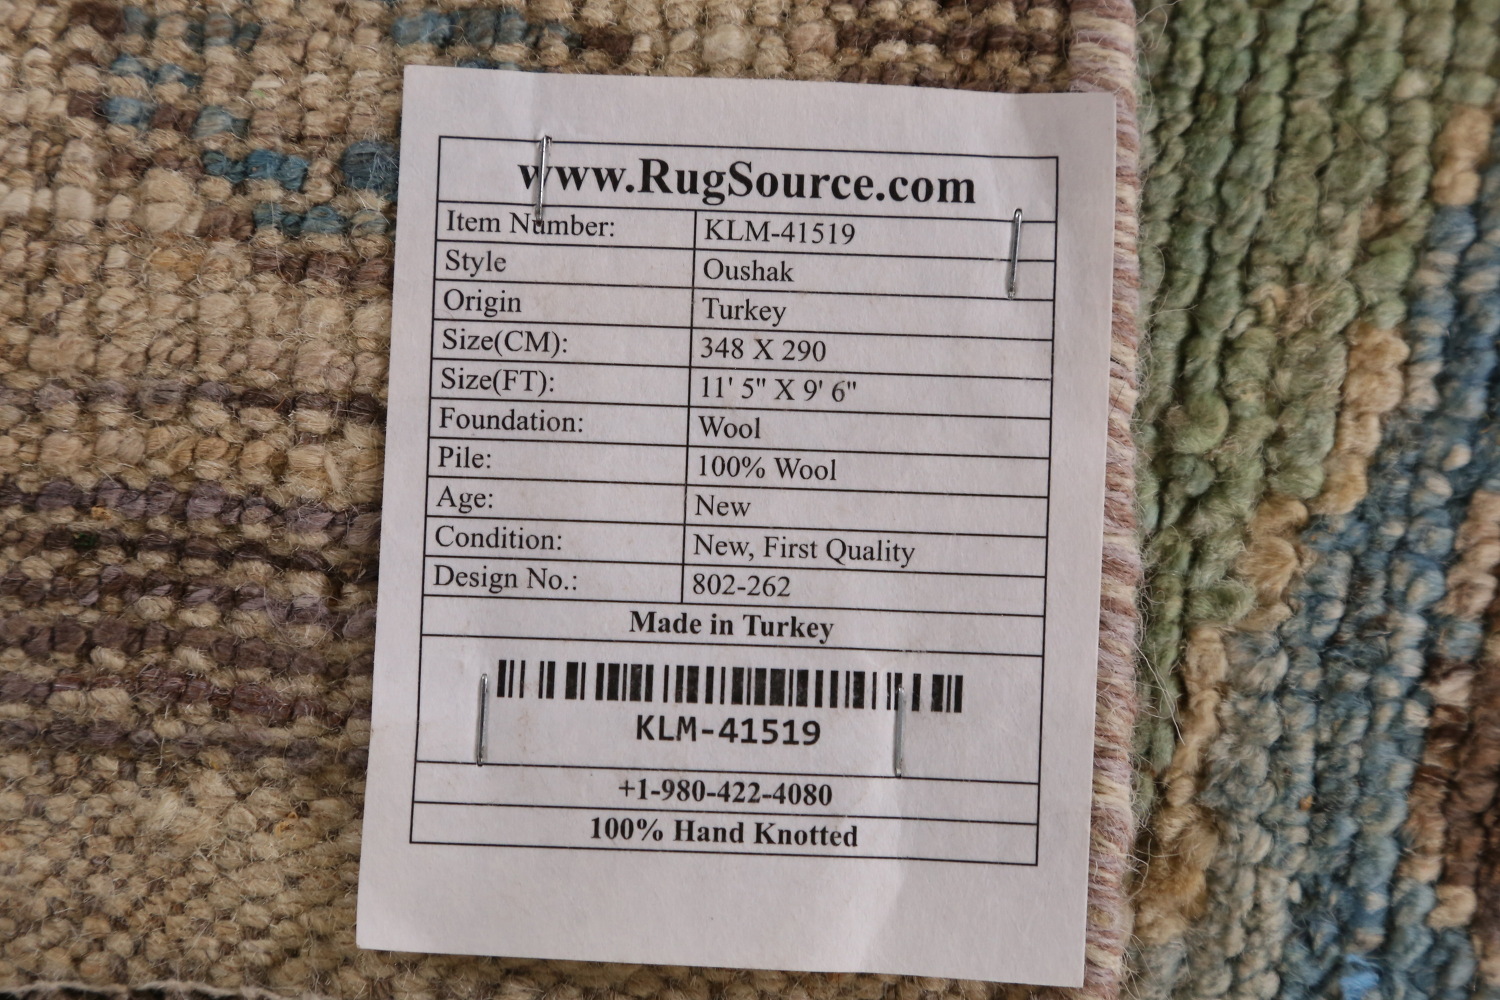 www.RugSource.com
Item Number: KLM-41519
Style Oushak
Origin Turkey
Size(CM): 348 X 290
Size(FT): 11' 5" X 9' 6"
Foundation: Wool
Pile: 100% Wool
Age: New
Condition: New, First Quality
Design No.: 802-262
Made in Turkey
KLM-41519
+1-980-422-4080
100% Hand Knotted